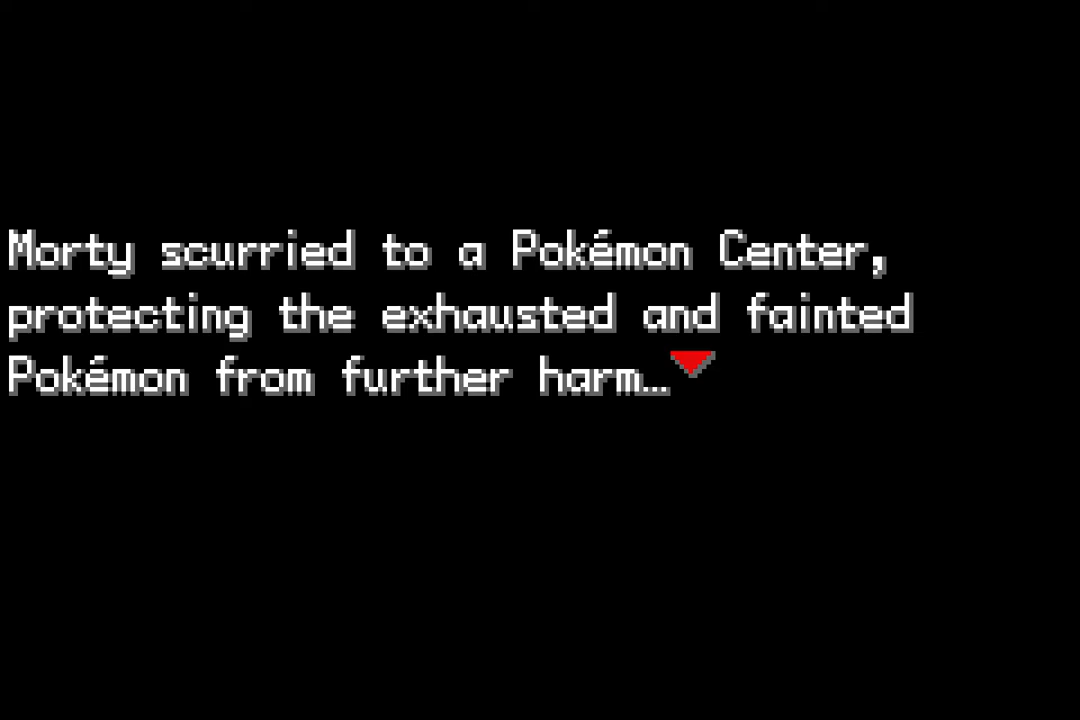 Morty scurried to a Pokémon Center,
protecting the exhausted and fainted
Pokémon from further harm…